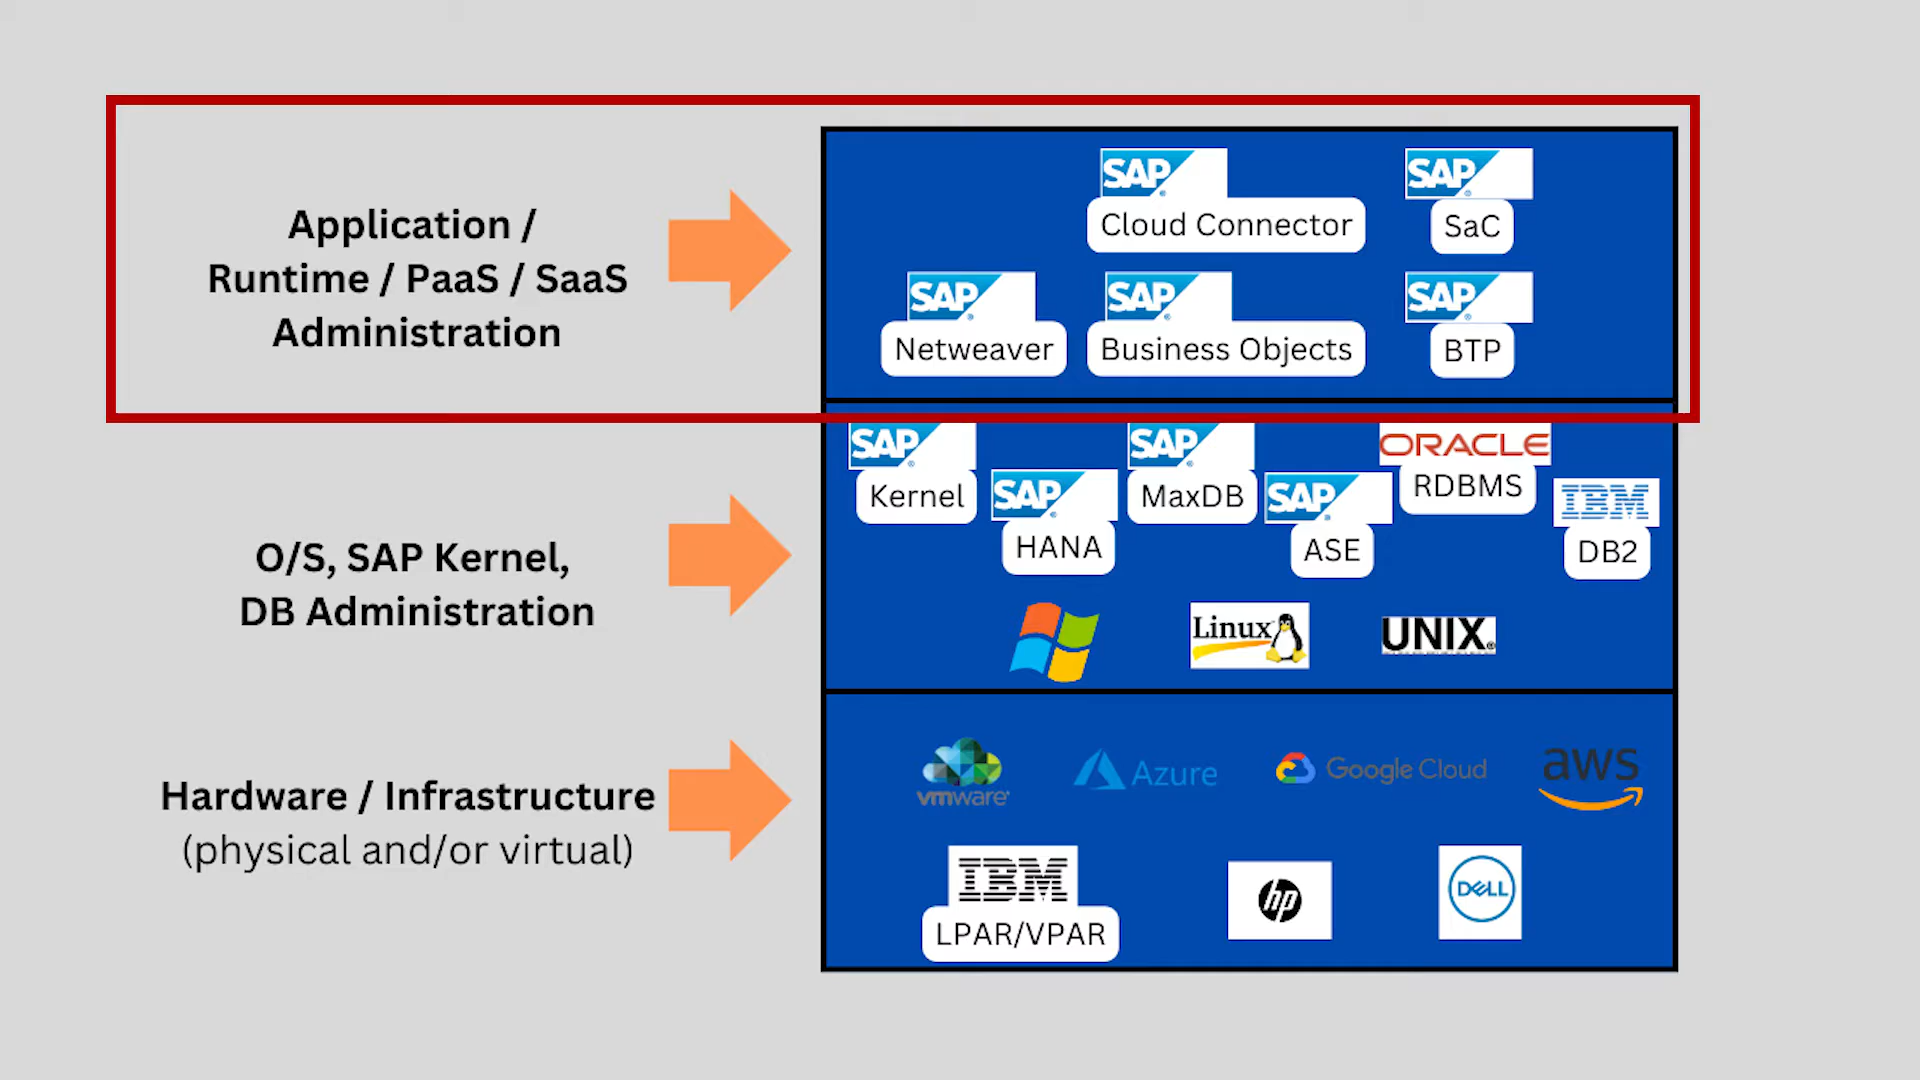 Application /
Runtime / PaaS / SaaS
Administration
SAP®
Cloud Connector
SAP®
SaC
SAP®
Netweaver
SAP®
Business Objects
SAP®
BTP
O/S, SAP Kernel,
DB Administration
SAP®
Kernel
SAP®
HANA
SAP®
MaxDB
SAP®
ASE
ORACLE
RDBMS
IBM
DB2
Linux
UNIX®
Hardware / Infrastructure
(physical and/or virtual)
vmware®
Azure
Google Cloud
aws
IBM
LPAR/VPAR
hp
DELL